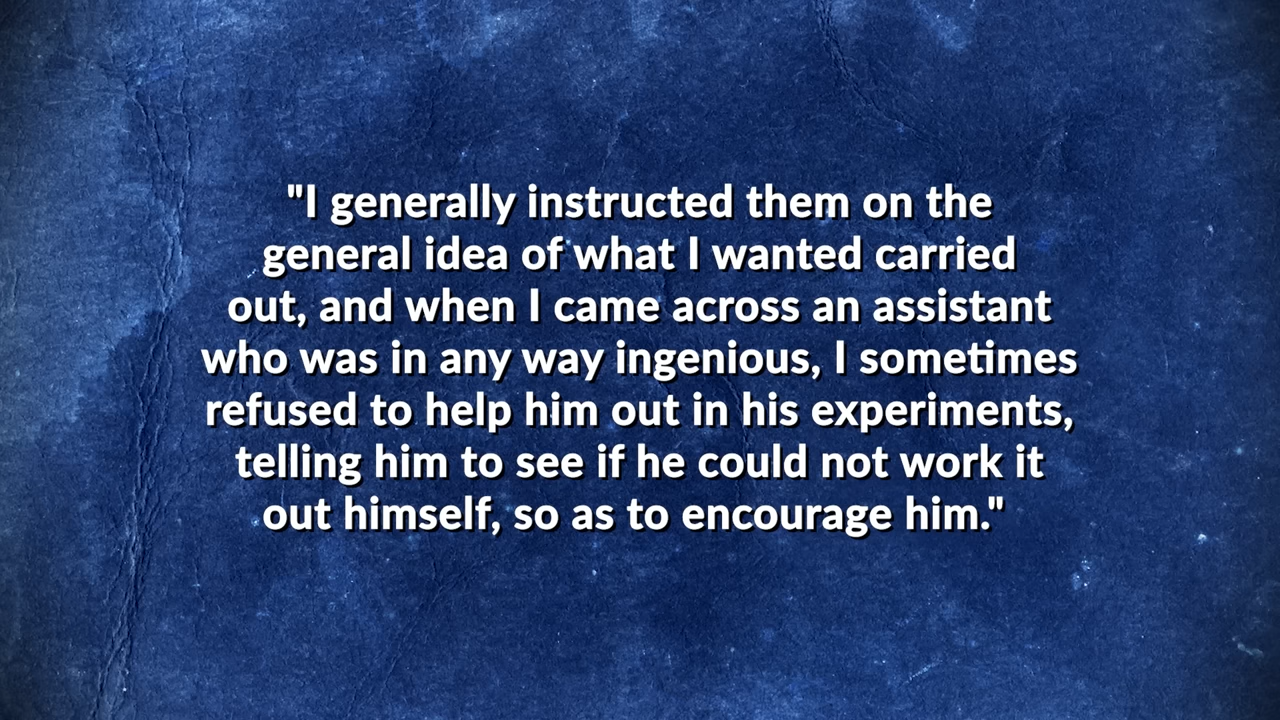 "I generally instructed them on the
general idea of what I wanted carried
out, and when I came across an assistant
who was in any way ingenious, I sometimes
refused to help him out in his experiments,
telling him to see if he could not work it
out himself, so as to encourage him."